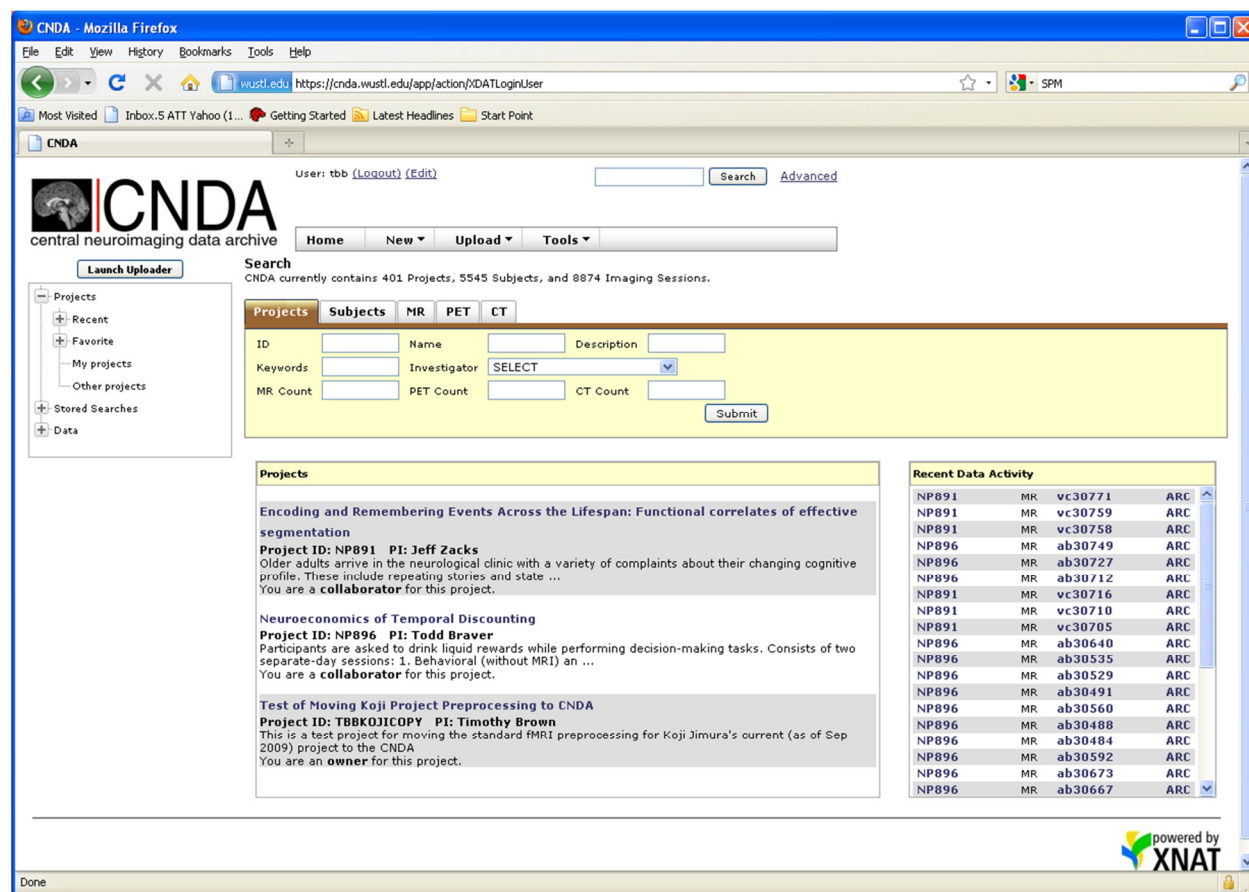 CNDA - Mozilla Firefox
File Edit View History Bookmarks Tools Help
wustl.edu https://cnda.wustl.edu/app/action/XDATLoginUser SPM
Most Visited Inbox.5 ATT Yahoo (1... Getting Started Latest Headlines Start Point
CNDA
User: tbb (Logout) (Edit) Search Advanced
CNDA
central neuroimaging data archive
Home New Upload Tools
Launch Uploader
Projects
Recent
Favorite
My projects
Other projects
Stored Searches
Data
Search
CNDA currently contains 401 Projects, 5545 Subjects, and 8874 Imaging Sessions.
Projects Subjects MR PET CT
ID Name Description
Keywords Investigator SELECT
MR Count PET Count CT Count
Submit
Projects
Encoding and Remembering Events Across the Lifespan: Functional correlates of effective
segmentation
Project ID: NP891 PI: Jeff Zacks
Older adults arrive in the neurological clinic with a variety of complaints about their changing cognitive
profile. These include repeating stories and state ...
You are a collaborator for this project.
Neuroeconomics of Temporal Discounting
Project ID: NP896 PI: Todd Braver
Participants are asked to drink liquid rewards while performing decision-making tasks. Consists of two
separate-day sessions: 1. Behavioral (without MRI) an ...
You are a collaborator for this project.
Test of Moving Koji Project Preprocessing to CNDA
Project ID: TBBKOJICOPY PI: Timothy Brown
This is a test project for moving the standard fMRI preprocessing for Koji Jimura's current (as of Sep
2009) project to the CNDA
You are an owner for this project.
Recent Data Activity
NP891 MR vc30771 ARC
NP891 MR vc30759 ARC
NP891 MR vc30758 ARC
NP896 MR ab30749 ARC
NP896 MR ab30727 ARC
NP896 MR ab30712 ARC
NP891 MR vc30716 ARC
NP891 MR vc30710 ARC
NP891 MR vc30705 ARC
NP896 MR ab30640 ARC
NP896 MR ab30535 ARC
NP896 MR ab30529 ARC
NP896 MR ab30491 ARC
NP896 MR ab30560 ARC
NP896 MR ab30488 ARC
NP896 MR ab30484 ARC
NP896 MR ab30592 ARC
NP896 MR ab30673 ARC
NP896 MR ab30667 ARC
powered by
XNAT
Done